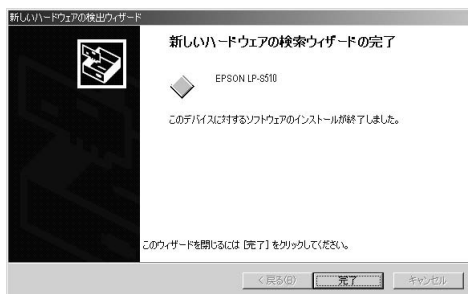 新しいハードウェアの検出ウィザード
新しいハードウェアの検索ウィザードの完了
EPSON LP-S510
このデバイスに対するソフトウェアのインストールが終了しました。
このウィザードを閉じるには [完了] をクリックしてください。
< 戻る(B)
完了
キャンセル